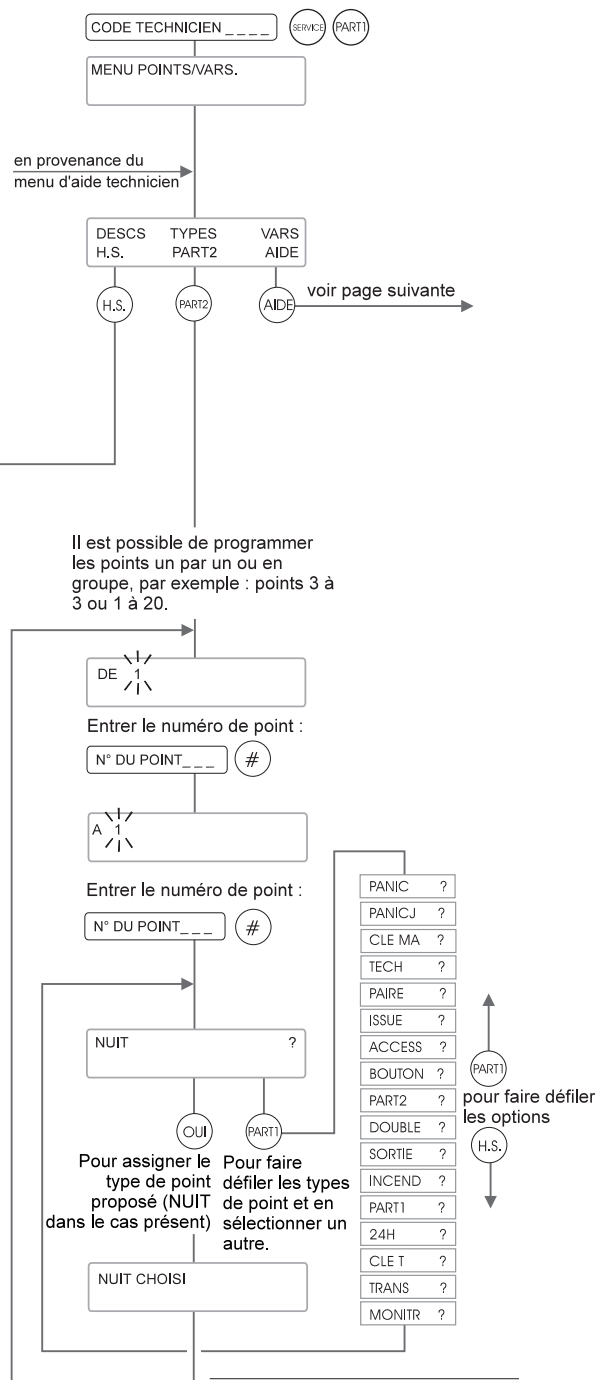 CODE TECHNICIEN _ _ _ _ SERVICE PART1
MENU POINTS/VARS.
en provenance du
menu d'aide technicien
DESCS TYPES VARS
H.S. PART2 AIDE
H.S. PART2 AIDE
voir page suivante
Il est possible de programmer
les points un par un ou en
groupe, par exemple : points 3 à
3 ou 1 à 20.
DE 1
Entrer le numéro de point :
N° DU POINT_ _ _ #
A 1
Entrer le numéro de point :
N° DU POINT_ _ _ #
NUIT ?
OUI
Pour assigner le
type de point
proposé (NUIT
dans le cas présent)
PART1
Pour faire
défiler les types
de point et en
sélectionner un
autre.
NUIT CHOISI
PANIC ?
PANICJ ?
CLE MA ?
TECH ?
PAIRE ?
ISSUE ?
ACCESS ?
BOUTON ?
PART2 ?
DOUBLE ?
SORTIE ?
INCEND ?
PART1 ?
24H ?
CLE T ?
TRANS ?
MONITR ?
PART1
pour faire défiler
les options
H.S.